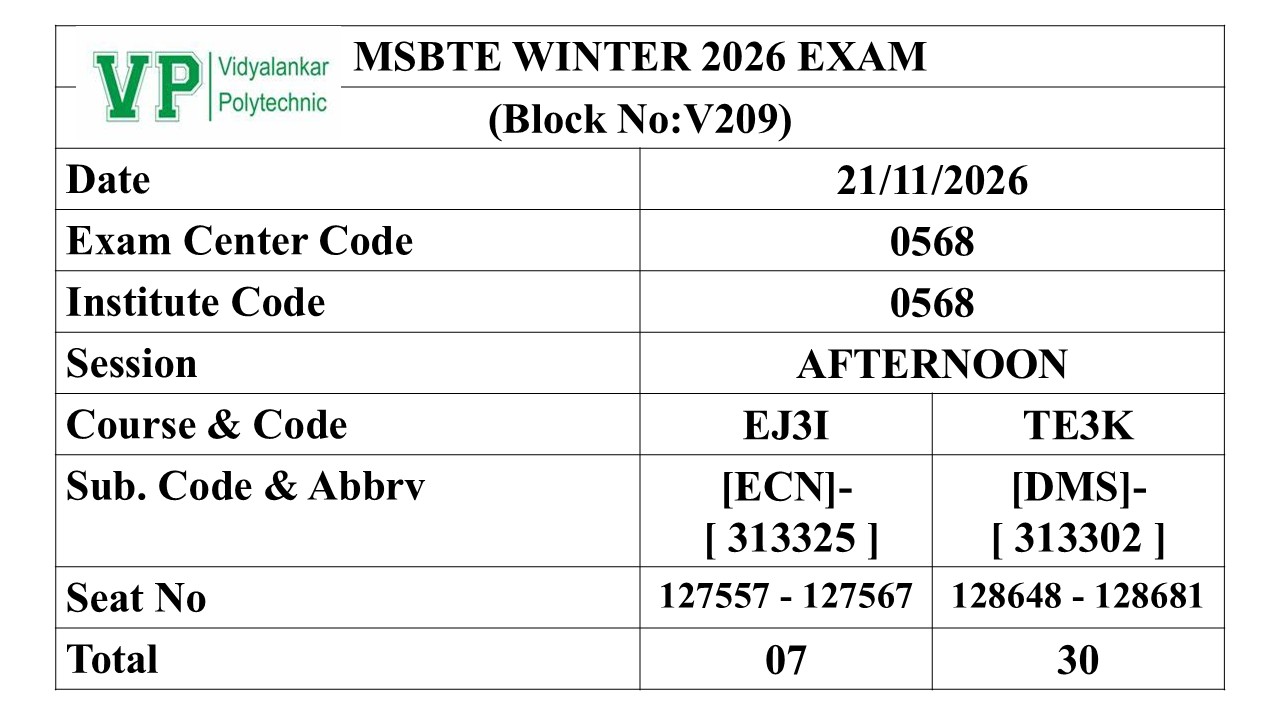 VP
Vidyalankar
Polytechnic
MSBTE WINTER 2026 EXAM
(Block No:V209)
Date 21/11/2026
Exam Center Code 0568
Institute Code 0568
Session AFTERNOON
Course & Code EJ3I TE3K
Sub. Code & Abbrv [ECN]- [DMS]-
[ 313325 ] [ 313302 ]
Seat No 127557 - 127567 128648 - 128681
Total 07 30